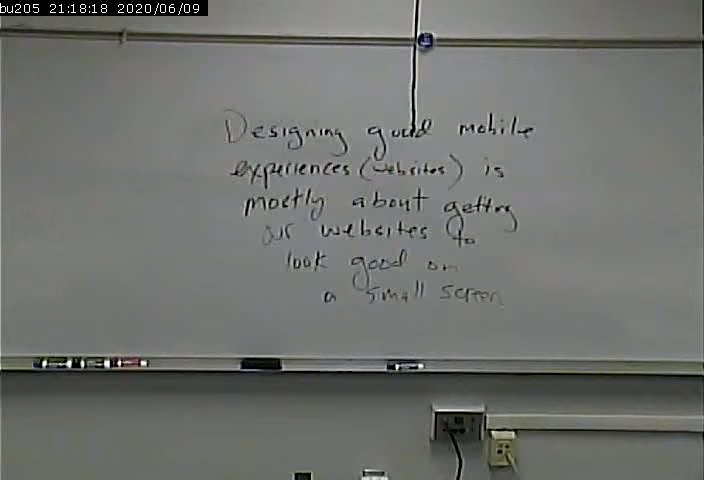 bu205 21:18:18 2020/06/09
Designing good mobile
experiences (websites) is
mostly about getting
our websites to
look good on
a small screen